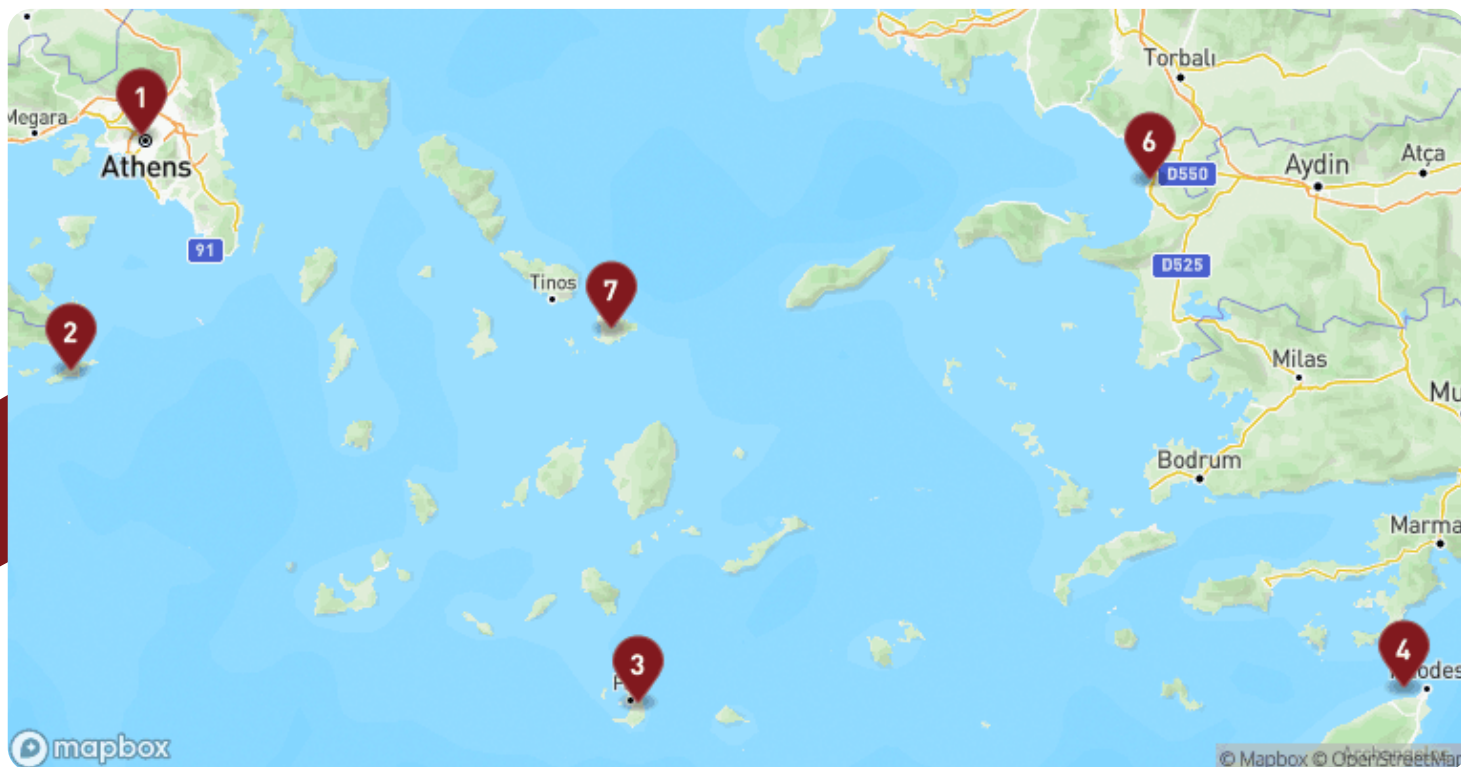 Torbalı
1
Megara
Athens
6
D550
Aydin
Atça
91
D525
Tinos
7
2
Milas
Mu
Bodrum
Marma
3
4
odes
mapbox
© Mapbox © OpenStreetMap